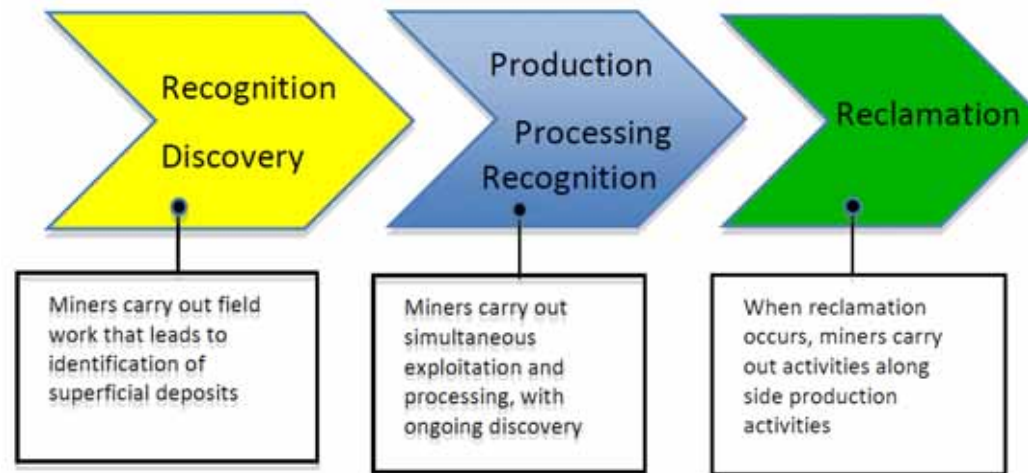 Recognition
Discovery
Production
Processing
Recognition
Reclamation
Miners carry out field
work that leads to
identification of
superficial deposits
Miners carry out
simultaneous
exploitation and
processing, with
ongoing discovery
When reclamation
occurs, miners carry
out activities along
side production
activities